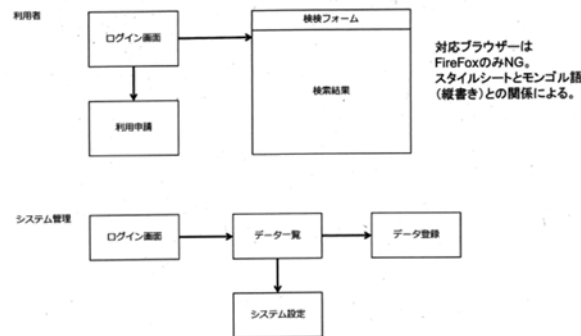 利用者
ログイン画面
検検フォーム
検索結果
利用申請
対応ブラウザーは
FireFoxのみNG。
スタイルシートとモンゴル語
（縦書き）との関係による。
システム管理
ログイン画面
データ一覧
データ登録
システム設定